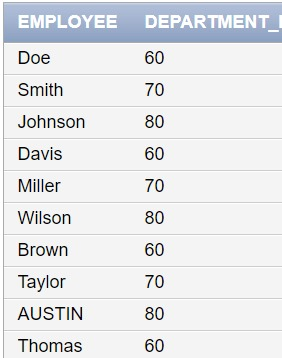 EMPLOYEE DEPARTMENT_
Doe 60
Smith 70
Johnson 80
Davis 60
Miller 70
Wilson 80
Brown 60
Taylor 70
AUSTIN 80
Thomas 60